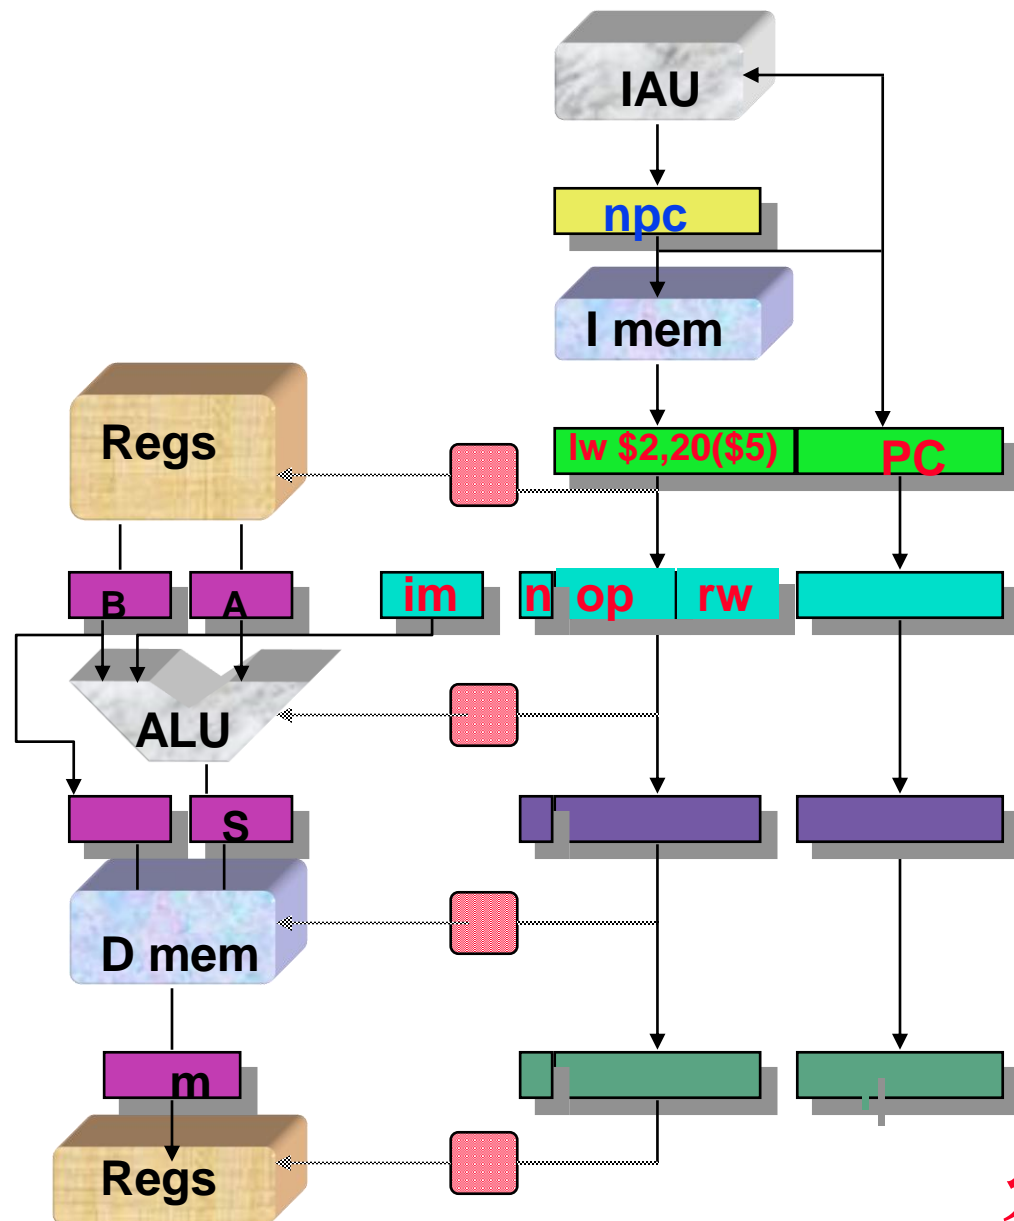 IAU
npc
I mem
Regs
lw $2,20($5) PC
B A im n op rw
ALU
S
D mem
m
Regs